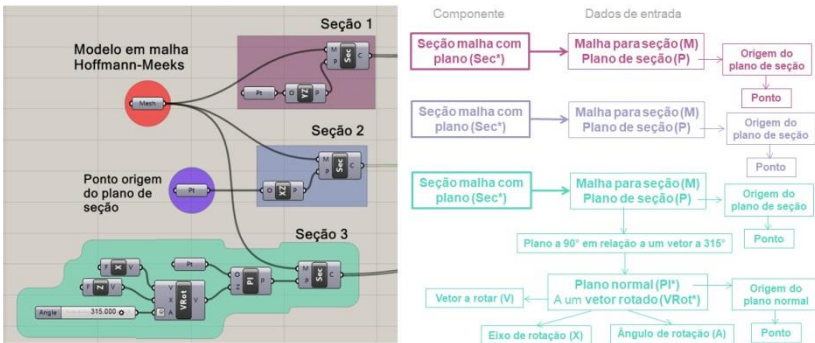 Seção 1
Modelo em malha
Hoffmann-Meeks
Mesh
M
P
Sec
C
Pt
O
YZ
P
Seção 2
M
P
Sec
C
Ponto origem
do plano de
seção
Pt
O
XZ
P
Seção 3
F
X
V
F
Z
V
Angle
315.000
V
X
A
VRot
V
Pt
O
Z
Pl
P
M
P
Sec
C
Componente
Dados de entrada
Seção malha com
plano (Sec*)
Malha para seção (M)
Plano de seção (P)
Origem do
plano de seção
Ponto
Seção malha com
plano (Sec*)
Malha para seção (M)
Plano de seção (P)
Origem do
plano de seção
Ponto
Seção malha com
plano (Sec*)
Malha para seção (M)
Plano de seção (P)
Origem do
plano de seção
Ponto
Plano a 90° em relação a um vetor a 315°
Plano normal (Pl*)
A um vetor rotado (VRot*)
Origem do
plano normal
Ponto
Vetor a rotar (V)
Eixo de rotação (X)
Ângulo de rotação (A)